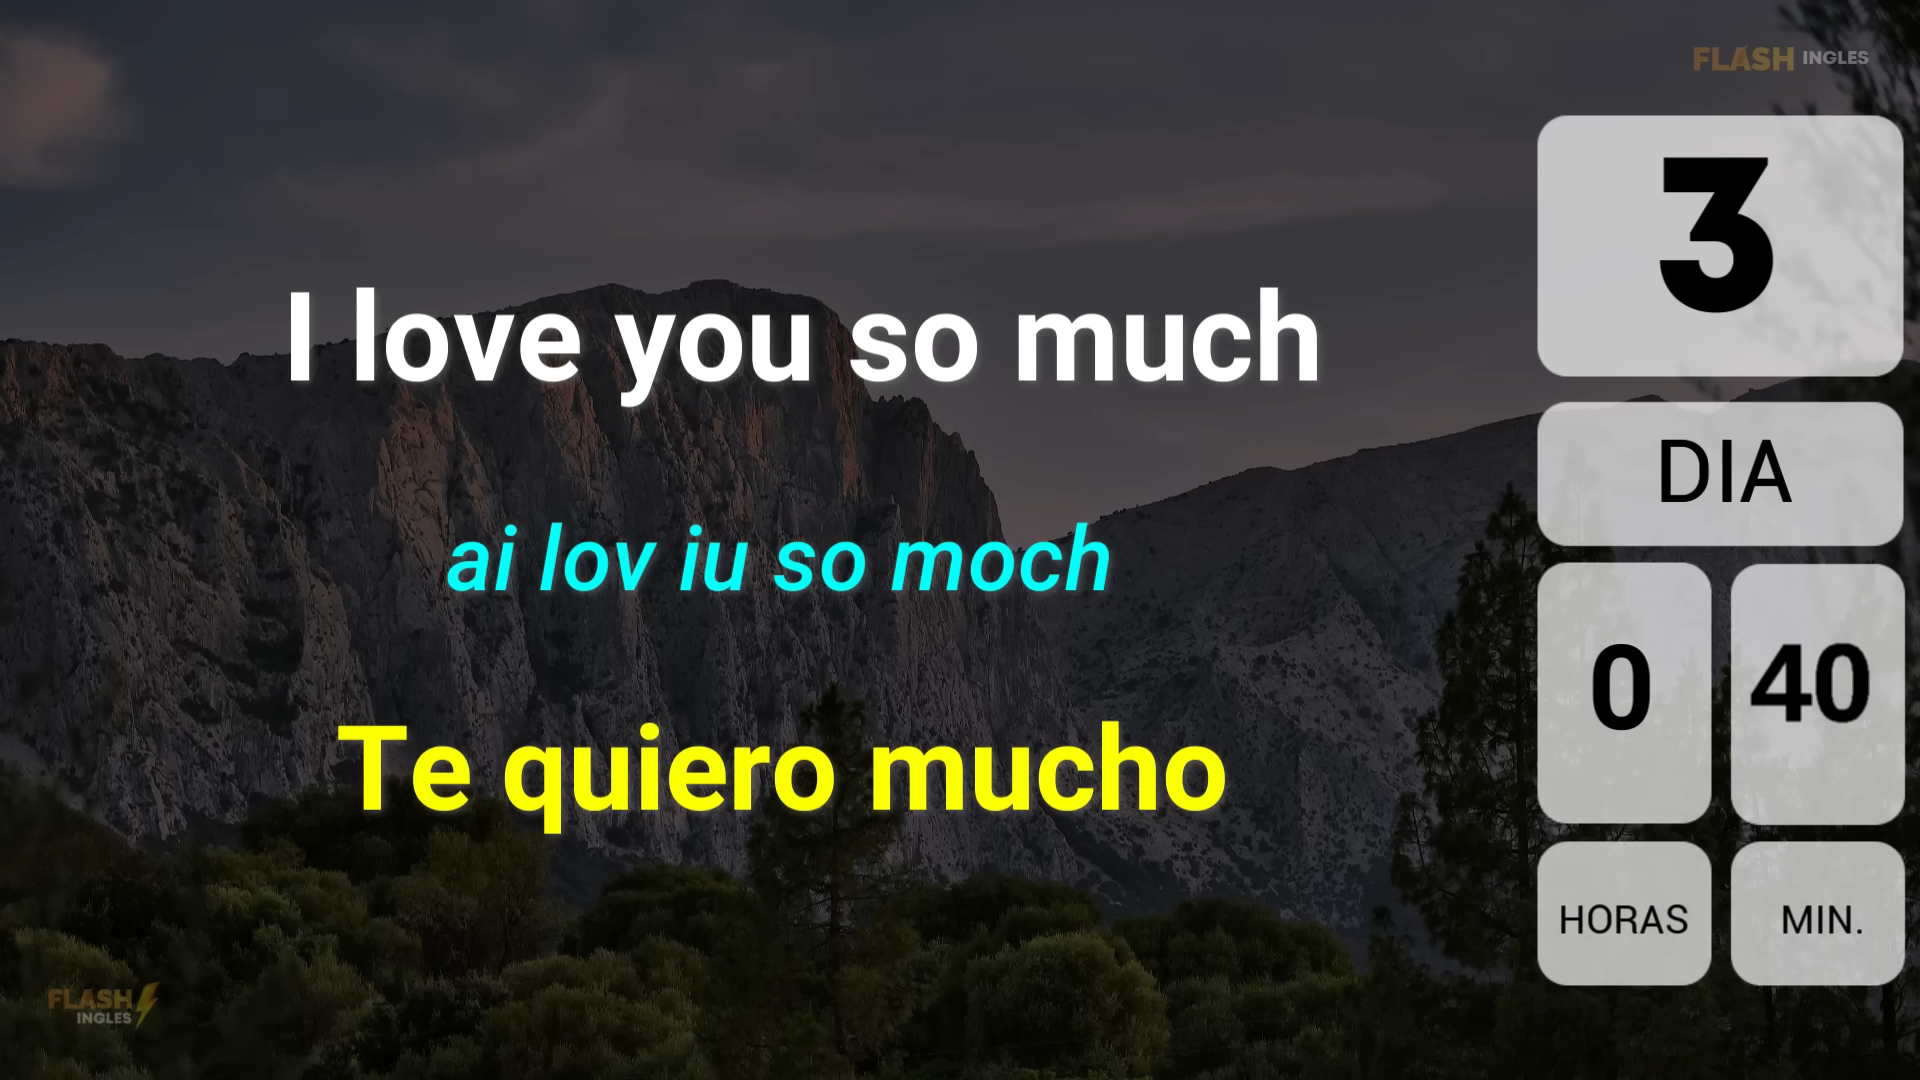 FLASH INGLES
I love you so much
ai lov iu so moch
Te quiero mucho
3
DIA
0 40
HORAS MIN.
FLASH
INGLES